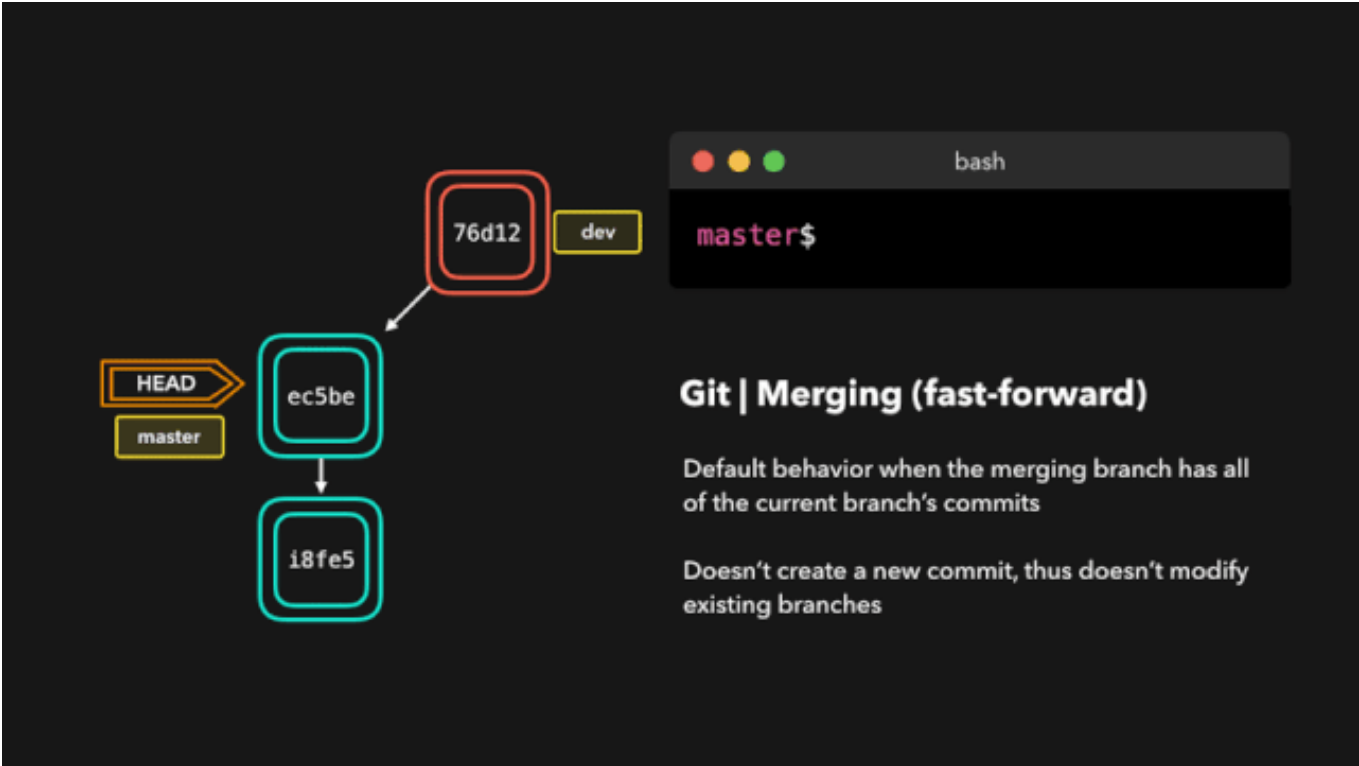 bash
76d12
dev
master$
HEAD
master
ec5be
Git | Merging (fast-forward)
Default behavior when the merging branch has all
of the current branch’s commits
i8fe5
Doesn’t create a new commit, thus doesn’t modify
existing branches